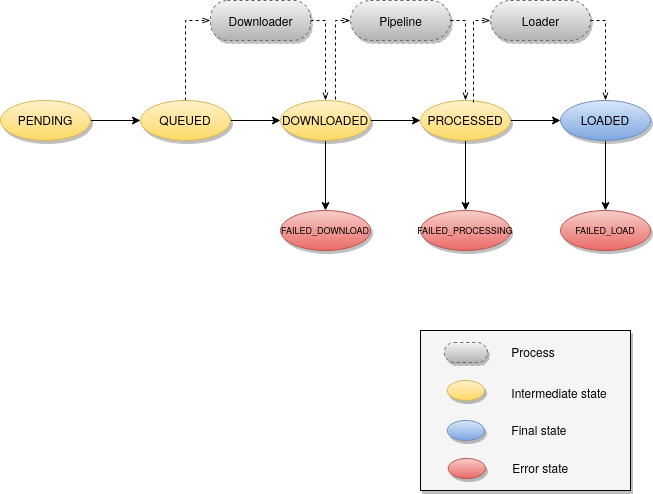 Downloader
Pipeline
Loader
PENDING
QUEUED
DOWNLOADED
PROCESSED
LOADED
FAILED_DOWNLOAD
FAILED_PROCESSING
FAILED_LOAD
Process
Intermediate state
Final state
Error state